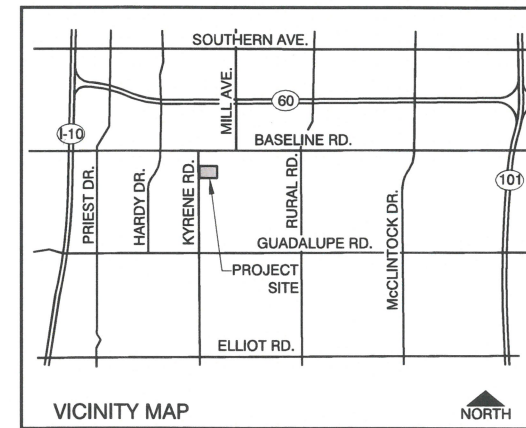 SOUTHERN AVE.
MILL AVE.
60
I-10
BASELINE RD.
101
PRIEST DR.
HARDY DR.
KYRENE RD.
RURAL RD.
McCLINTOCK DR.
GUADALUPE RD.
PROJECT
SITE
ELLIOT RD.
VICINITY MAP
NORTH